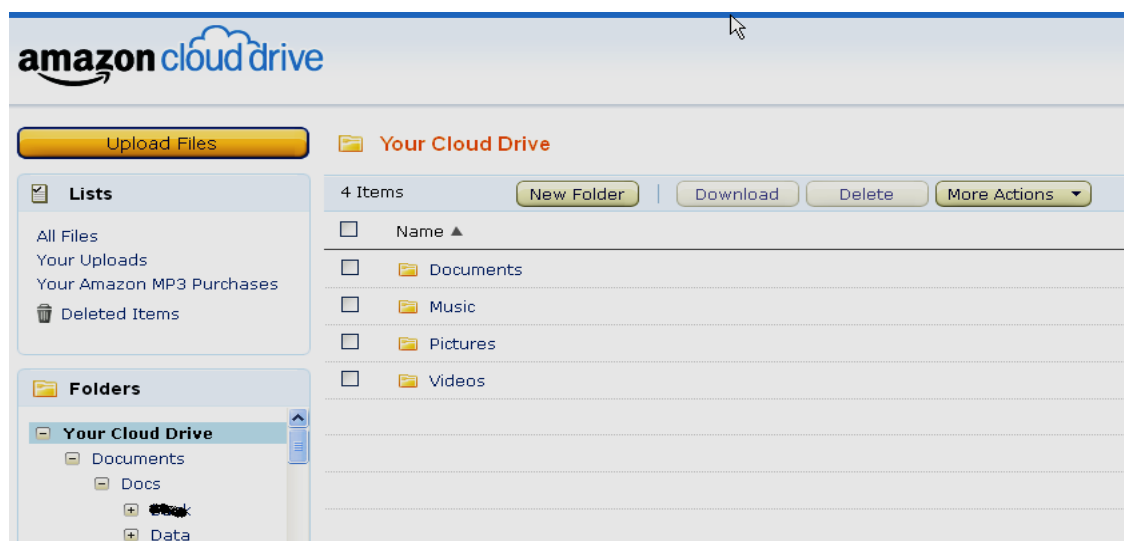 amazon cloud drive
Upload Files
Lists
All Files
Your Uploads
Your Amazon MP3 Purchases
Deleted Items
Folders
Your Cloud Drive
Documents
Docs
Data
Your Cloud Drive
4 Items New Folder | Download Delete More Actions
Name
Documents
Music
Pictures
Videos